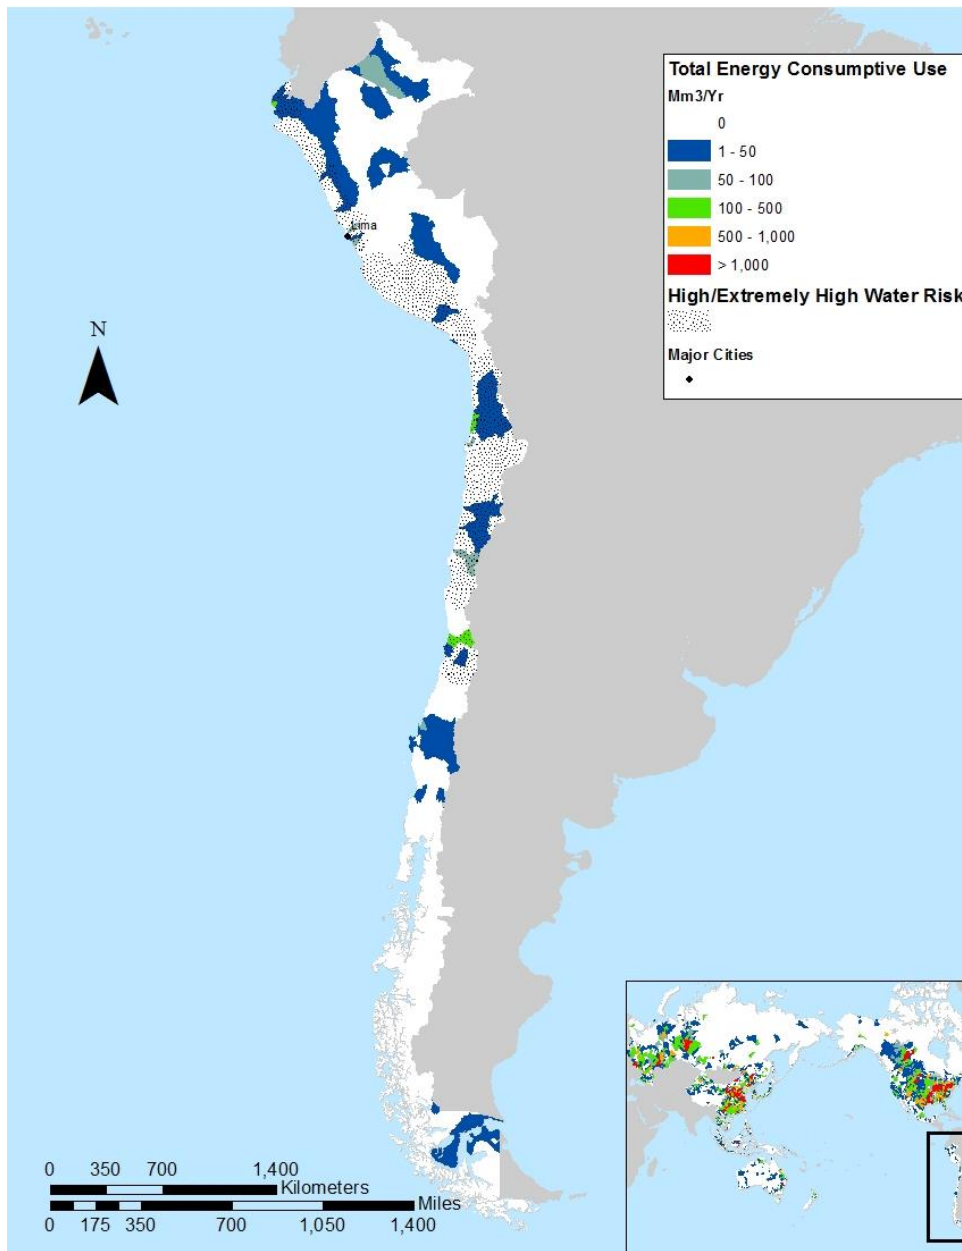 Total Energy Consumptive Use
Mm3/Yr
0
1 - 50
50 - 100
100 - 500
500 - 1,000
> 1,000
High/Extremely High Water Risk
Major Cities
Lima
N
0 350 700 1,400
Kilometers
Miles
0 175 350 700 1,050 1,400